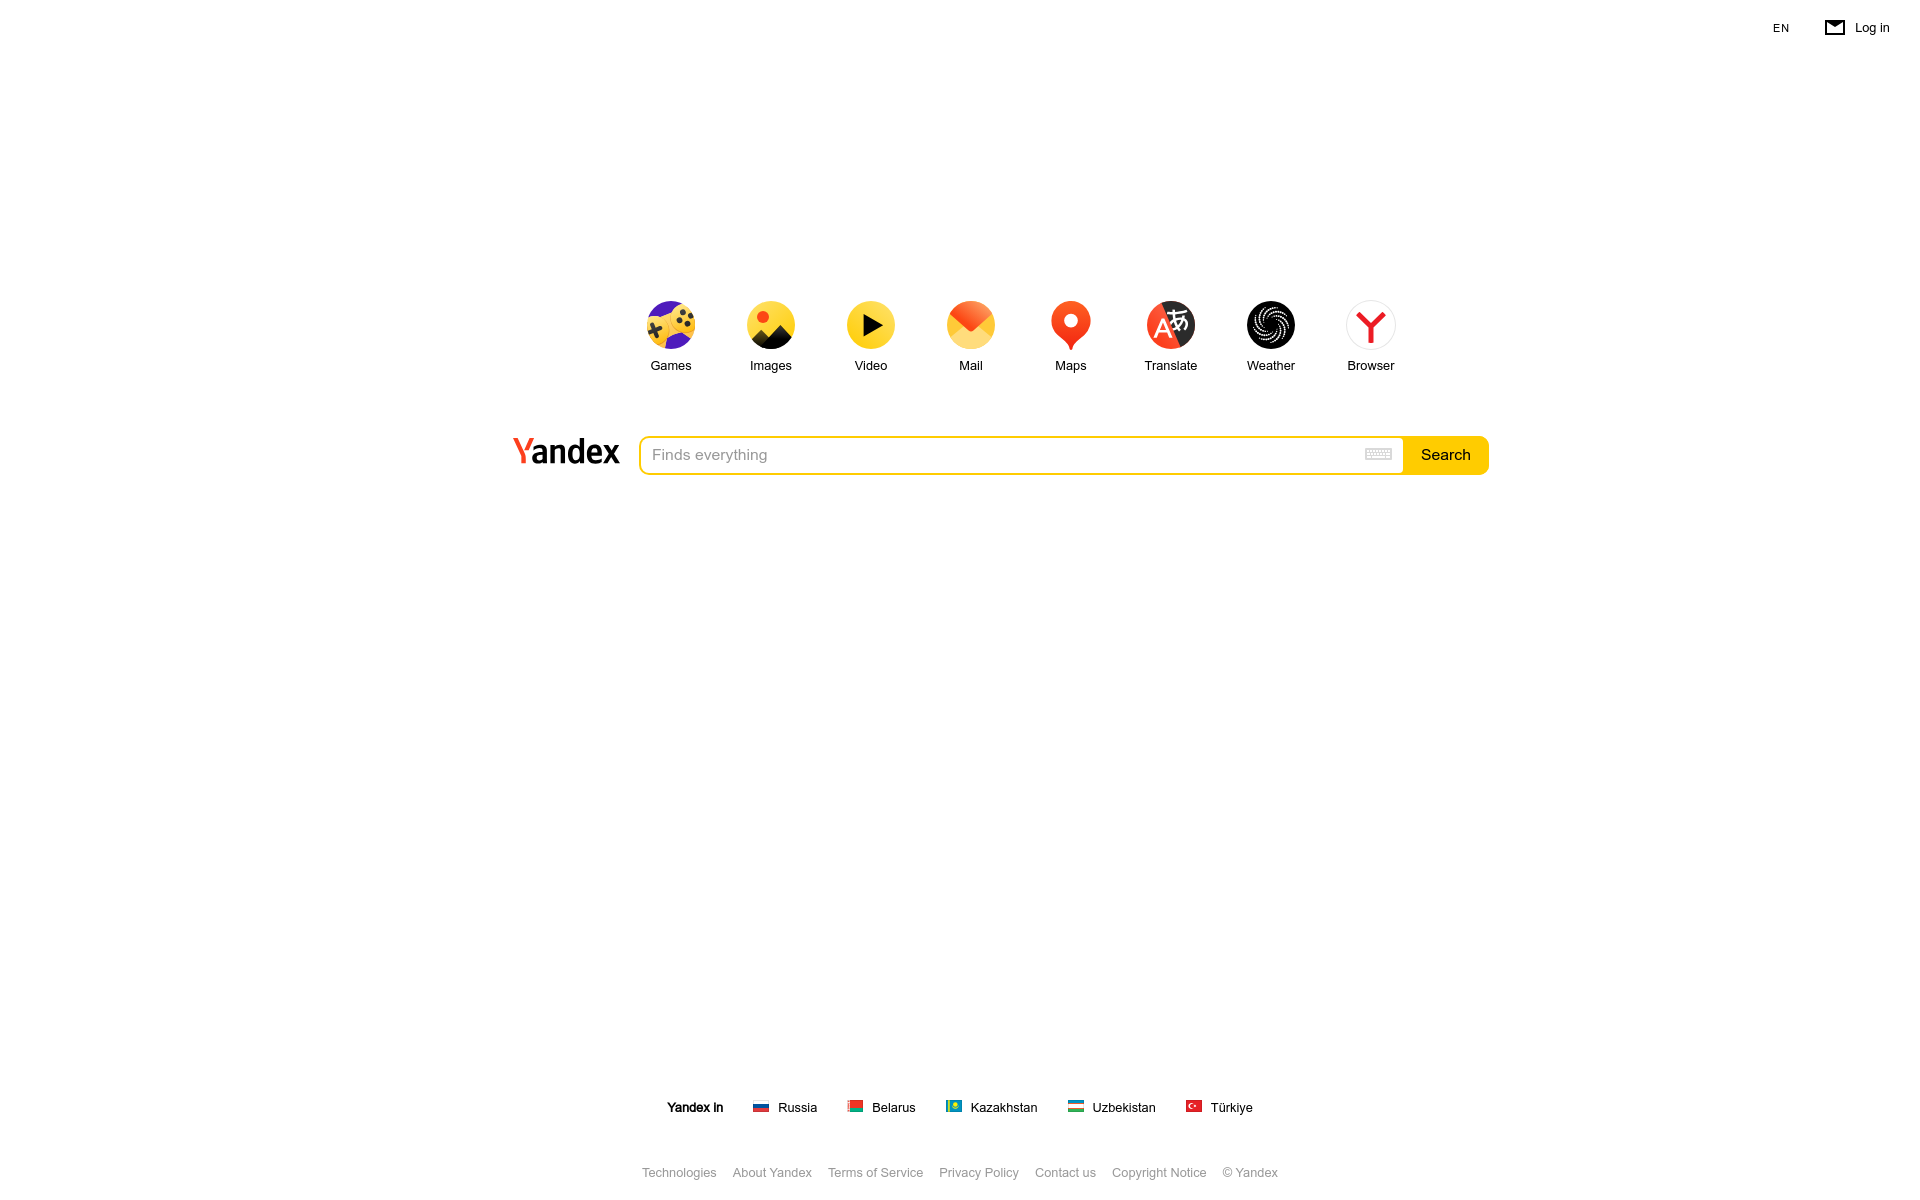 EN Log in
Games Images Video Mail Maps Translate Weather Browser
Yandex Finds everything Search
Yandex in Russia Belarus Kazakhstan Uzbekistan Türkiye
Technologies About Yandex Terms of Service Privacy Policy Contact us Copyright Notice © Yandex